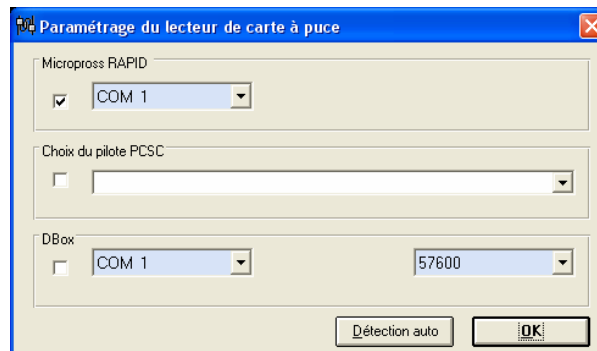 Paramétrage du lecteur de carte à puce
Micropross RAPID
COM 1
Choix du pilote PCSC
DBox
COM 1 57600
Détection auto OK